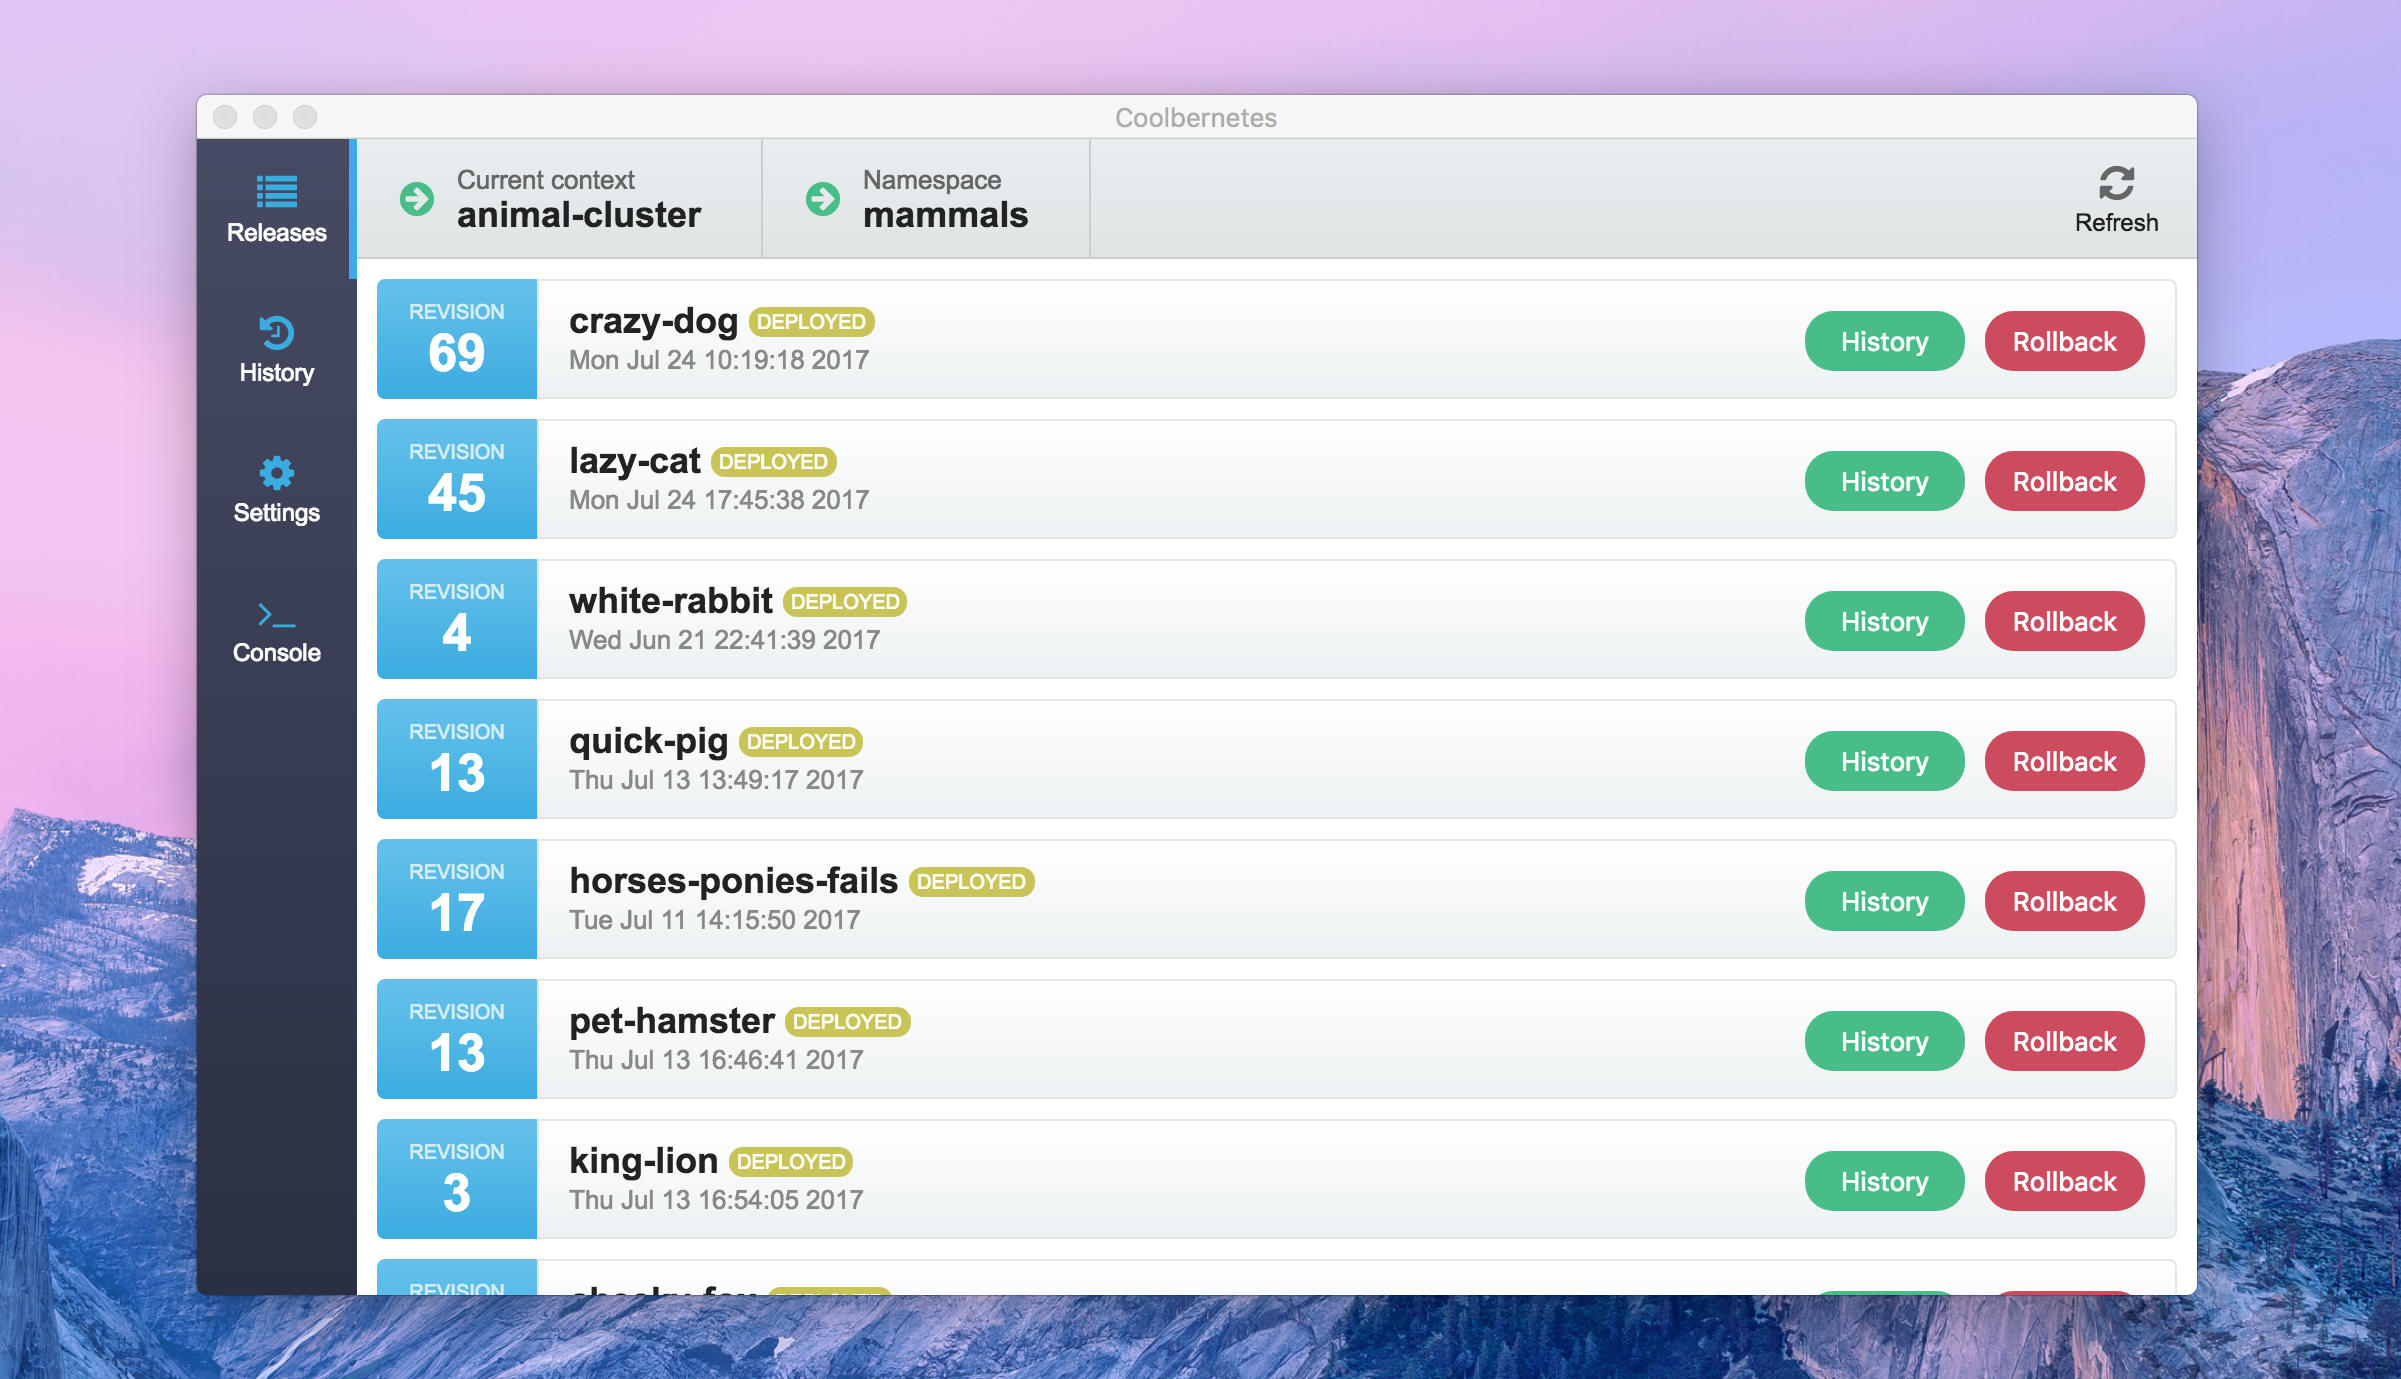 Coolbernetes
Releases
History
Settings
Console
Current context
animal-cluster
Namespace
mammals
Refresh
REVISION
69
crazy-dog DEPLOYED
Mon Jul 24 10:19:18 2017
History Rollback
REVISION
45
lazy-cat DEPLOYED
Mon Jul 24 17:45:38 2017
History Rollback
REVISION
4
white-rabbit DEPLOYED
Wed Jun 21 22:41:39 2017
History Rollback
REVISION
13
quick-pig DEPLOYED
Thu Jul 13 13:49:17 2017
History Rollback
REVISION
17
horses-ponies-fails DEPLOYED
Tue Jul 11 14:15:50 2017
History Rollback
REVISION
13
pet-hamster DEPLOYED
Thu Jul 13 16:46:41 2017
History Rollback
REVISION
3
king-lion DEPLOYED
Thu Jul 13 16:54:05 2017
History Rollback
REVISION